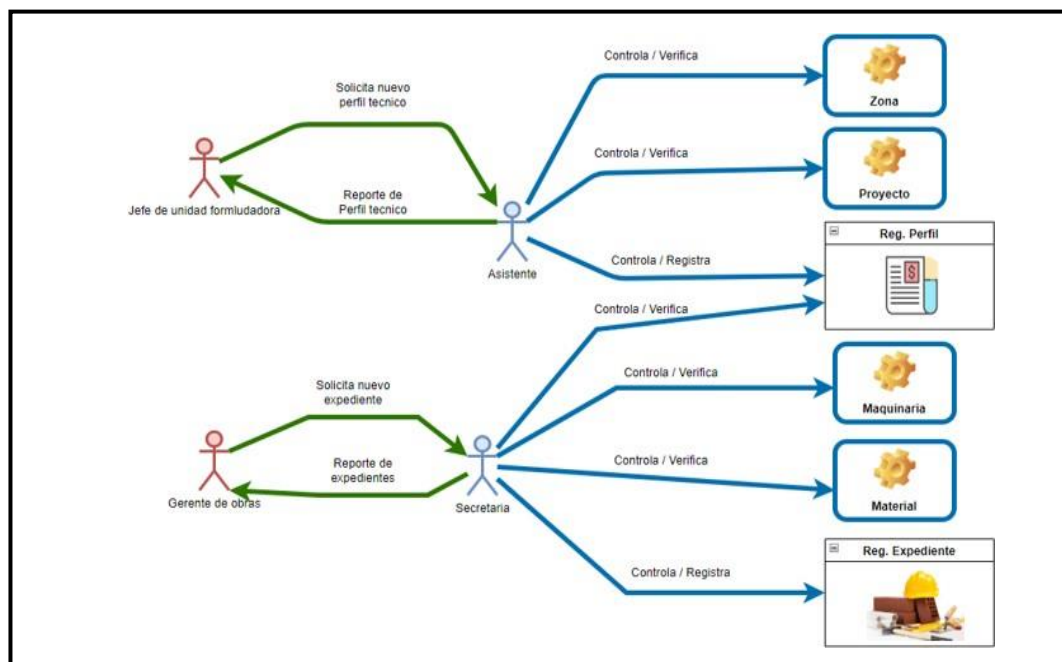 Controla / Verifica
Zona
Solicita nuevo
perfil tecnico
Controla / Verifica
Proyecto
Jefe de unidad formludadora
Reporte de
Perfil tecnico
Asistente
Reg. Perfil
Controla / Registra
$
Controla / Verifica
Solicita nuevo
expediente
Controla / Verifica
Maquinaria
Gerente de obras
Reporte de
expedientes
Secretaria
Controla / Verifica
Material
Reg. Expediente
Controla / Registra